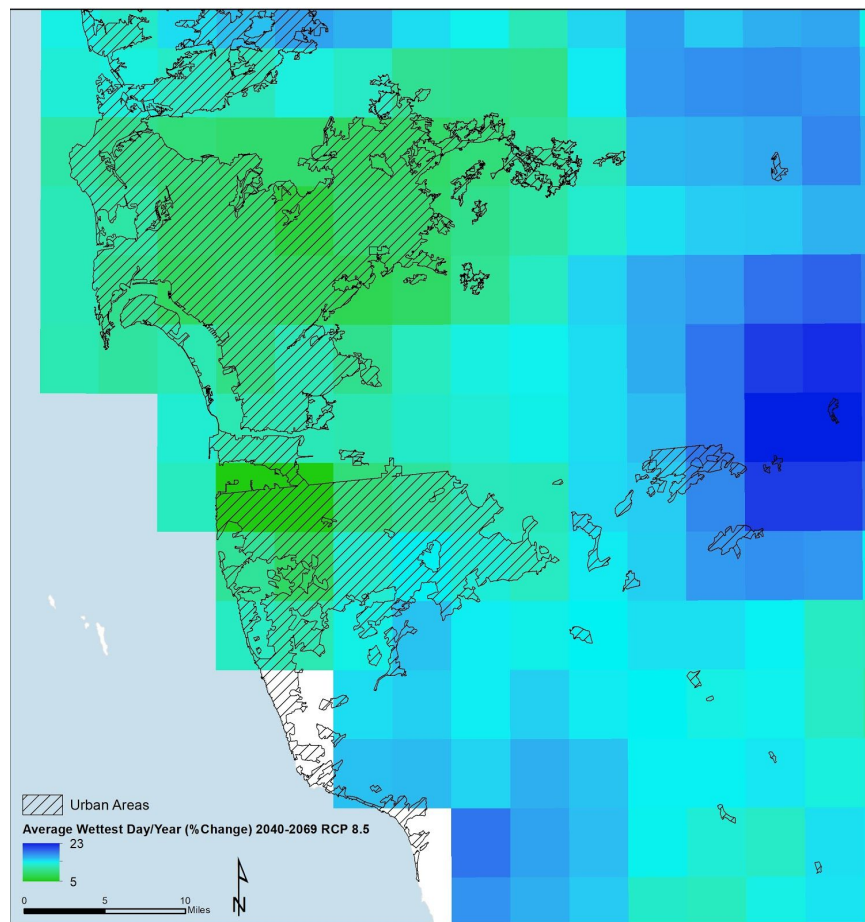 Urban Areas
Average Wettest Day/Year (%Change) 2040-2069 RCP 8.5
23
5
0 5 10
Miles
N